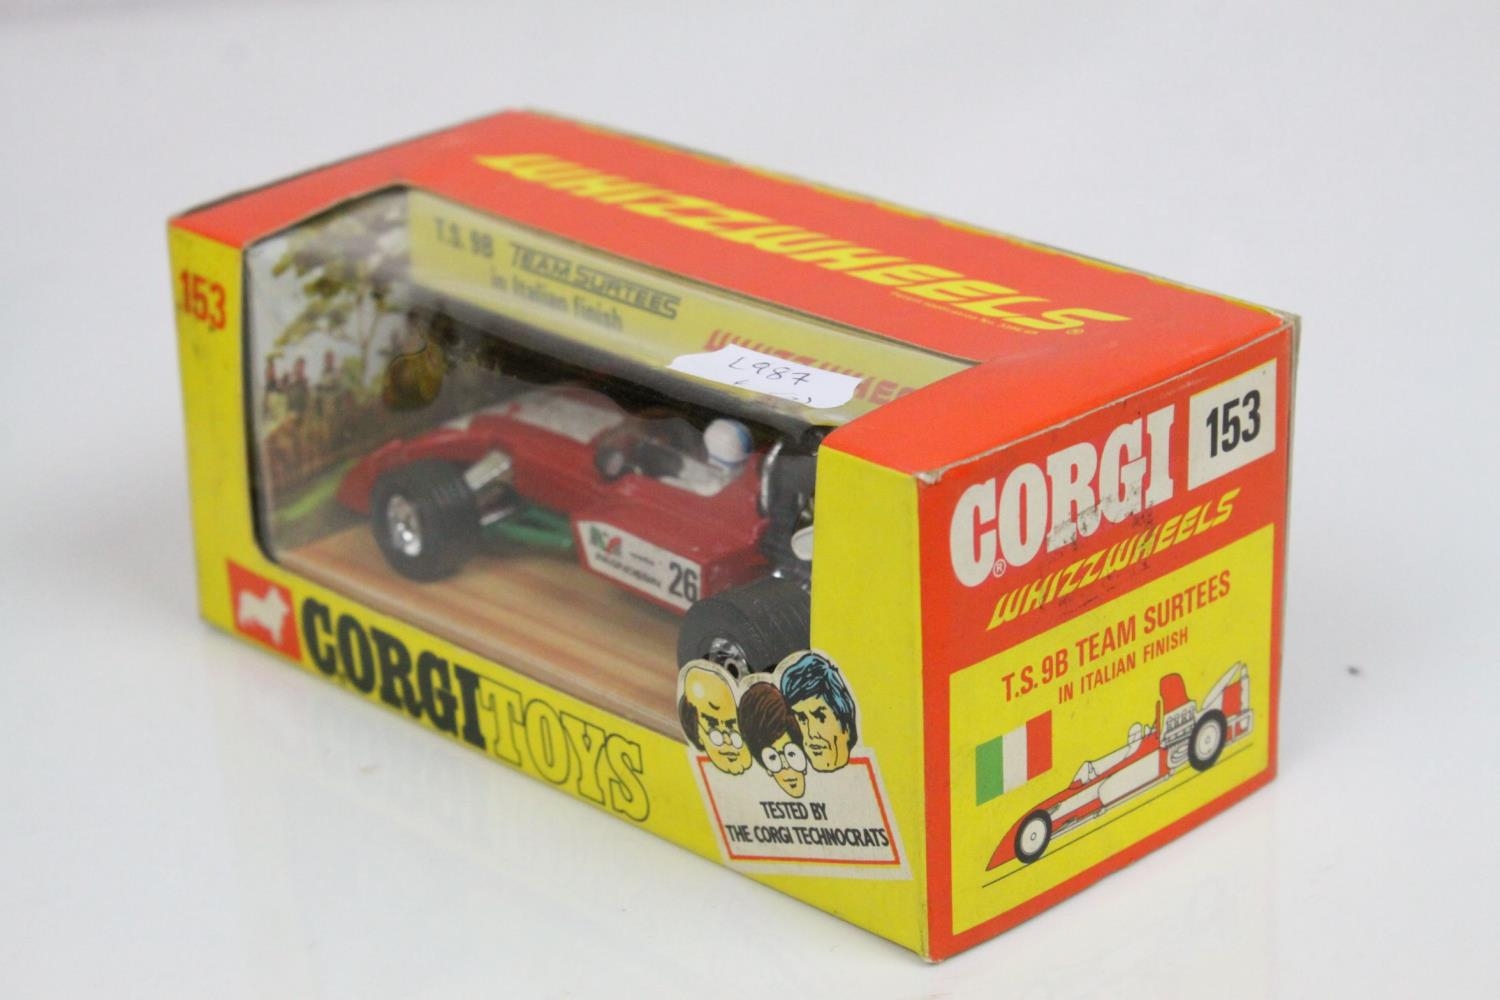 WHIZZWHEELS®
153
T.S. 9B TEAM SURTEES
in Italian finish
L987
26
CORGI TOYS
TESTED BY
THE CORGI TECHNOCRATS
CORGI® 153
WHIZZWHEELS
T.S. 9B TEAM SURTEES
IN ITALIAN FINISH